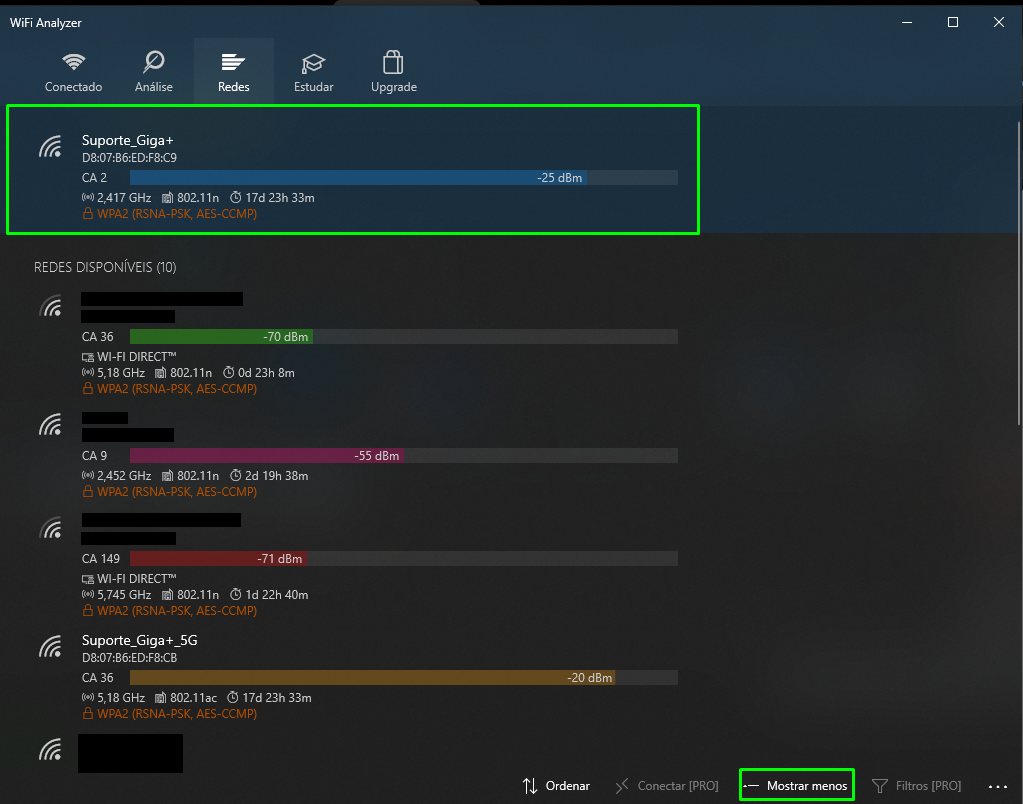 WiFi Analyzer
Conectado Análise Redes Estudar Upgrade
Suporte_Giga+
D8:07:B6:ED:F8:C9
CA 2 -25 dBm
2,417 GHz 802.11n 17d 23h 33m
WPA2 (RSNA-PSK, AES-CCMP)
REDES DISPONÍVEIS (10)
CA 36 -70 dBm
WI-FI DIRECT™
5,18 GHz 802.11n 0d 23h 8m
WPA2 (RSNA-PSK, AES-CCMP)
CA 9 -55 dBm
2,452 GHz 802.11n 2d 19h 38m
WPA2 (RSNA-PSK, AES-CCMP)
CA 149 -71 dBm
WI-FI DIRECT™
5,745 GHz 802.11n 1d 22h 40m
WPA2 (RSNA-PSK, AES-CCMP)
Suporte_Giga+_5G
D8:07:B6:ED:F8:CB
CA 36 -20 dBm
5,18 GHz 802.11ac 17d 23h 33m
WPA2 (RSNA-PSK, AES-CCMP)
Ordenar Conectar [PRO] Mostrar menos Filtros [PRO]